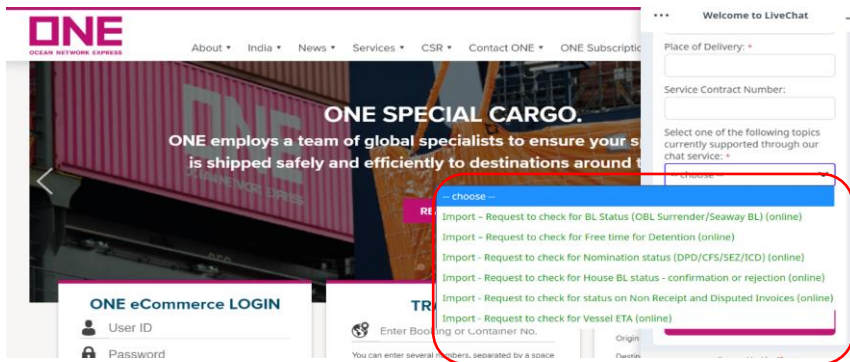 ONE
OCEAN NETWORK EXPRESS
About
India
News
Services
CSR
Contact ONE
ONE Subscriptio
ONE SPECIAL CARGO.
ONE employs a team of global specialists to ensure your s
is shipped safely and efficiently to destinations around t
RE
ONE eCommerce LOGIN
User ID
Password
TR
Enter Booking or Container No.
You can enter several numbers, separated by a space
Welcome to LiveChat
Place of Delivery: *
Service Contract Number:
Select one of the following topics
currently supported through our
chat service: *
-- choose --
-- choose --
Import – Request to check for BL Status (OBL Surrender/Seaway BL) (online)
Import – Request to check for Free time for Detention (online)
Import - Request to check for Nomination status (DPD/CFS/SEZ/ICD) (online)
Import - Request to check for House BL status - confirmation or rejection (online)
Import - Request to check for status on Non Receipt and Disputed Invoices (online)
Import - Request to check for Vessel ETA (online)
Origin